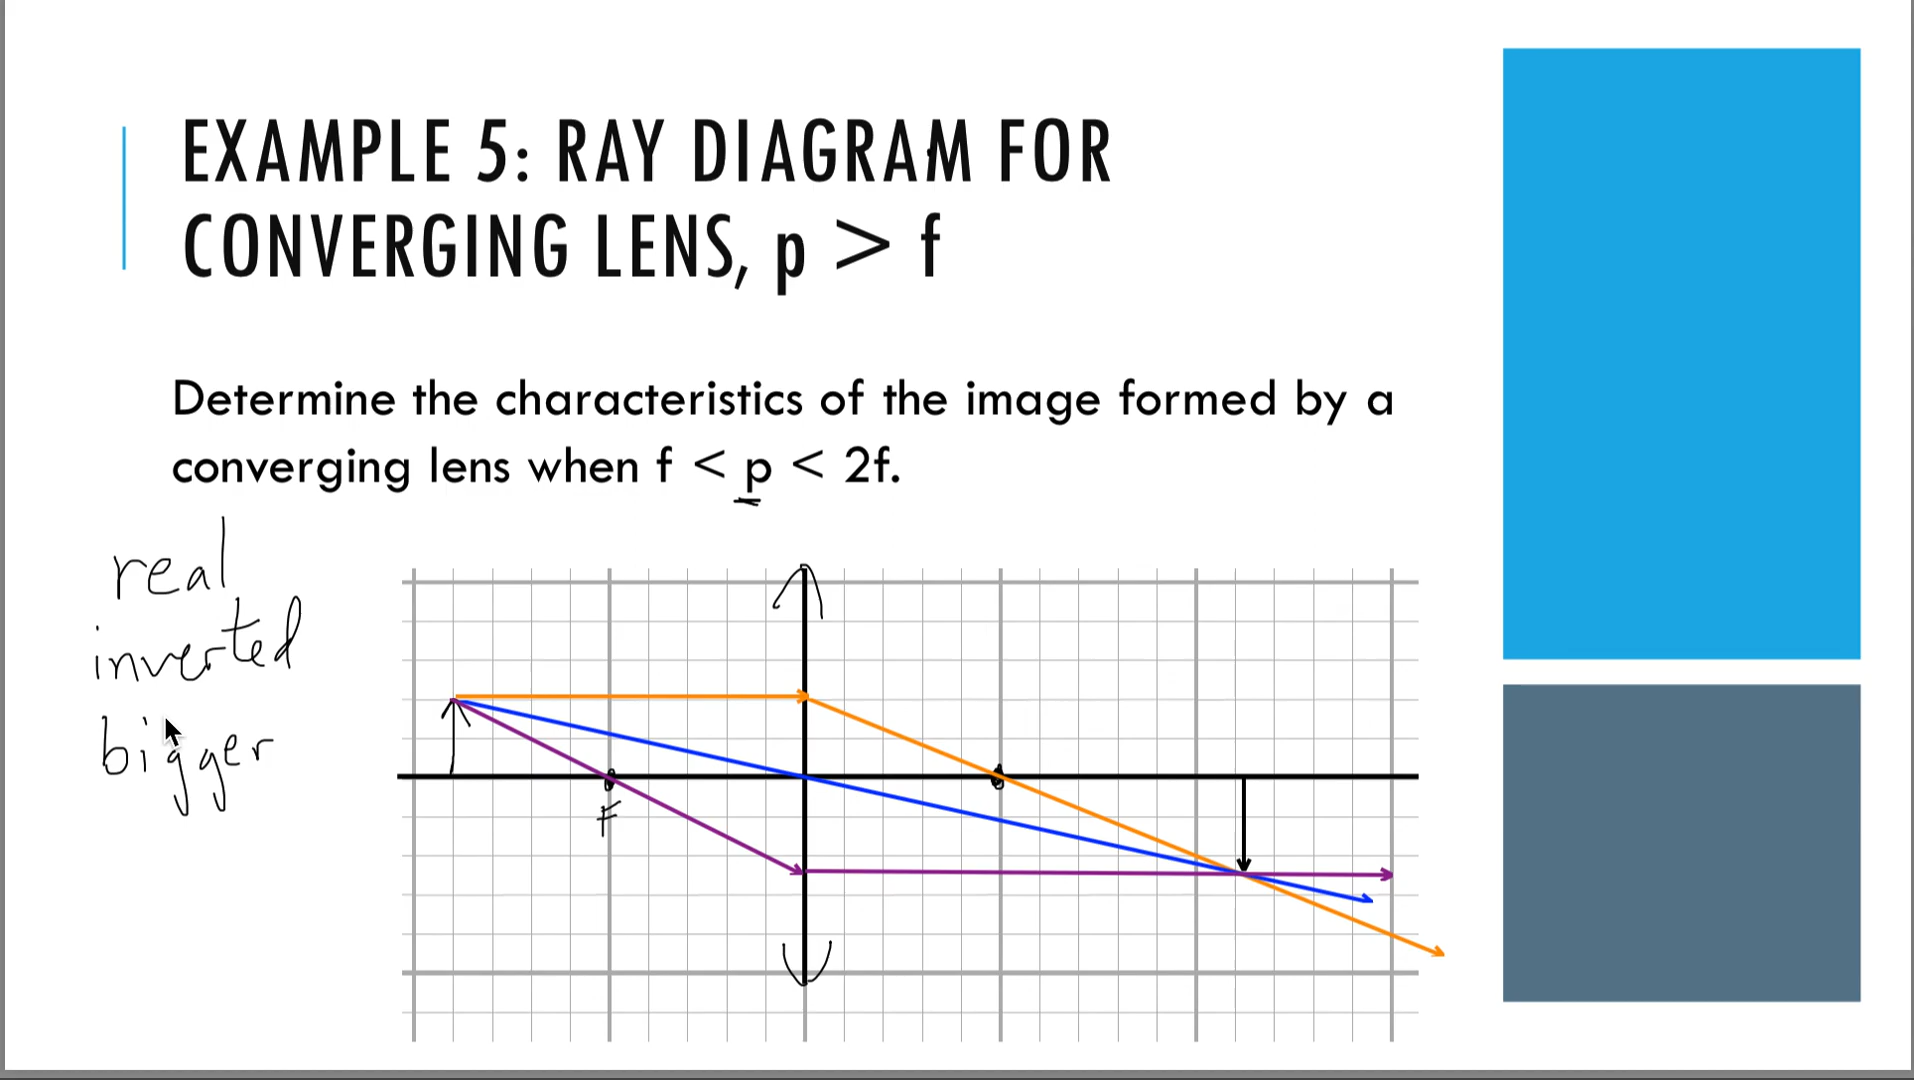 EXAMPLE 5: RAY DIAGRAM FOR
CONVERGING LENS, p > f
Determine the characteristics of the image formed by a
converging lens when f < p < 2f.
real
inverted
bigger
F